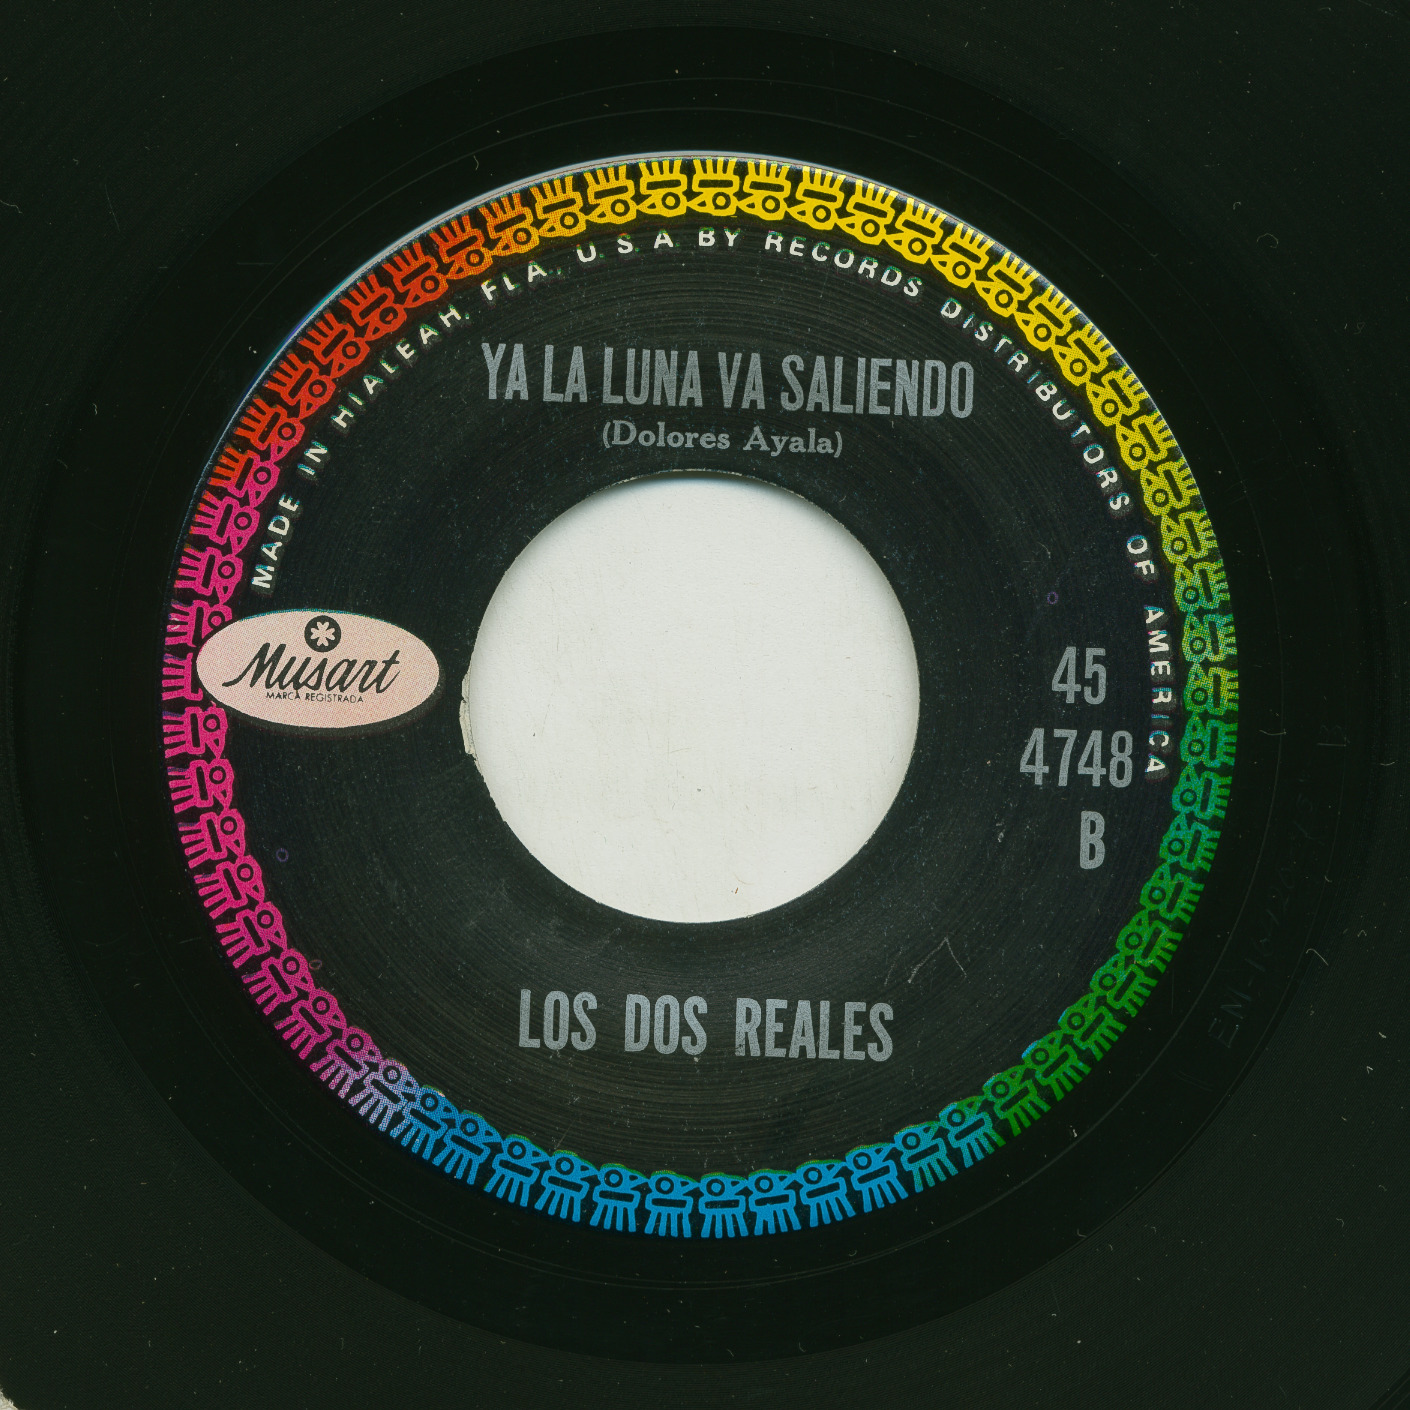 MADE IN HIALEAH, FLA., U.S.A. BY RECORDS DISTRIBUTORS OF AMERICA
YA LA LUNA VA SALIENDO
(Dolores Ayala)
Musart
MARCA REGISTRADA
45
4748
B
LOS DOS REALES